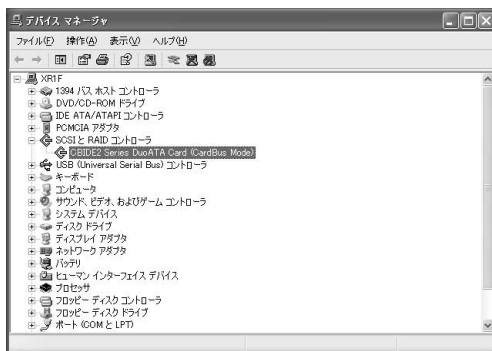 デバイス マネージャ
ファイル(F) 操作(A) 表示(V) ヘルプ(H)
XR1F
1394 バス ホスト コントローラ
DVD/CD-ROM ドライブ
IDE ATA/ATAPI コントローラ
PCMCIA アダプタ
SCSI と RAID コントローラ
CBIDE2 Series DuoATA Card (CardBus Mode)
USB (Universal Serial Bus) コントローラ
キーボード
コンピュータ
サウンド、ビデオ、およびゲーム コントローラ
システム デバイス
ディスク ドライブ
ディスプレイ アダプタ
ネットワーク アダプタ
バッテリ
ヒューマン インターフェイス デバイス
プロセッサ
フロッピー ディスク コントローラ
フロッピー ディスク ドライブ
ポート (COM と LPT)